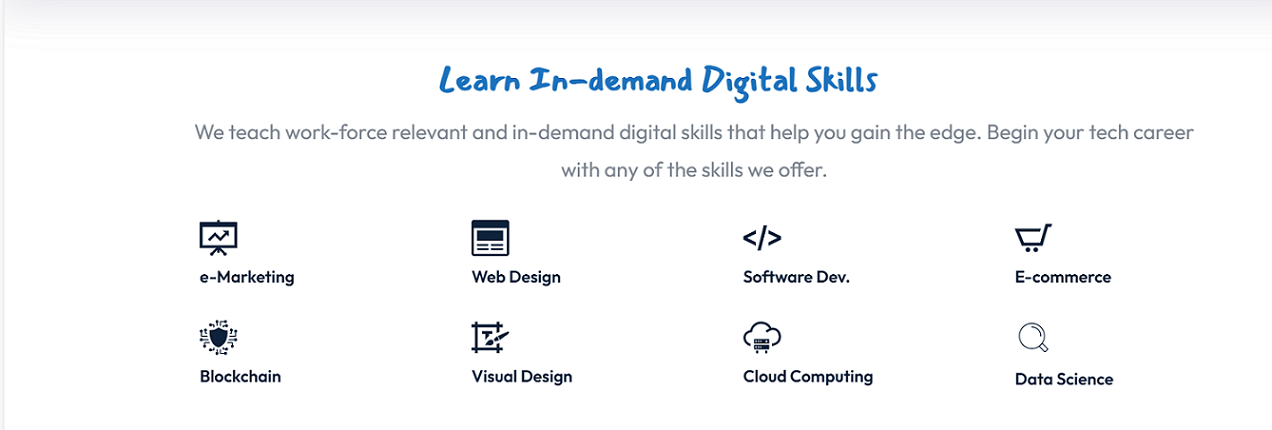 Learn In-demand Digital Skills
We teach work-force relevant and in-demand digital skills that help you gain the edge. Begin your tech career
with any of the skills we offer.
e-Marketing
Web Design
Software Dev.
E-commerce
Blockchain
Visual Design
Cloud Computing
Data Science